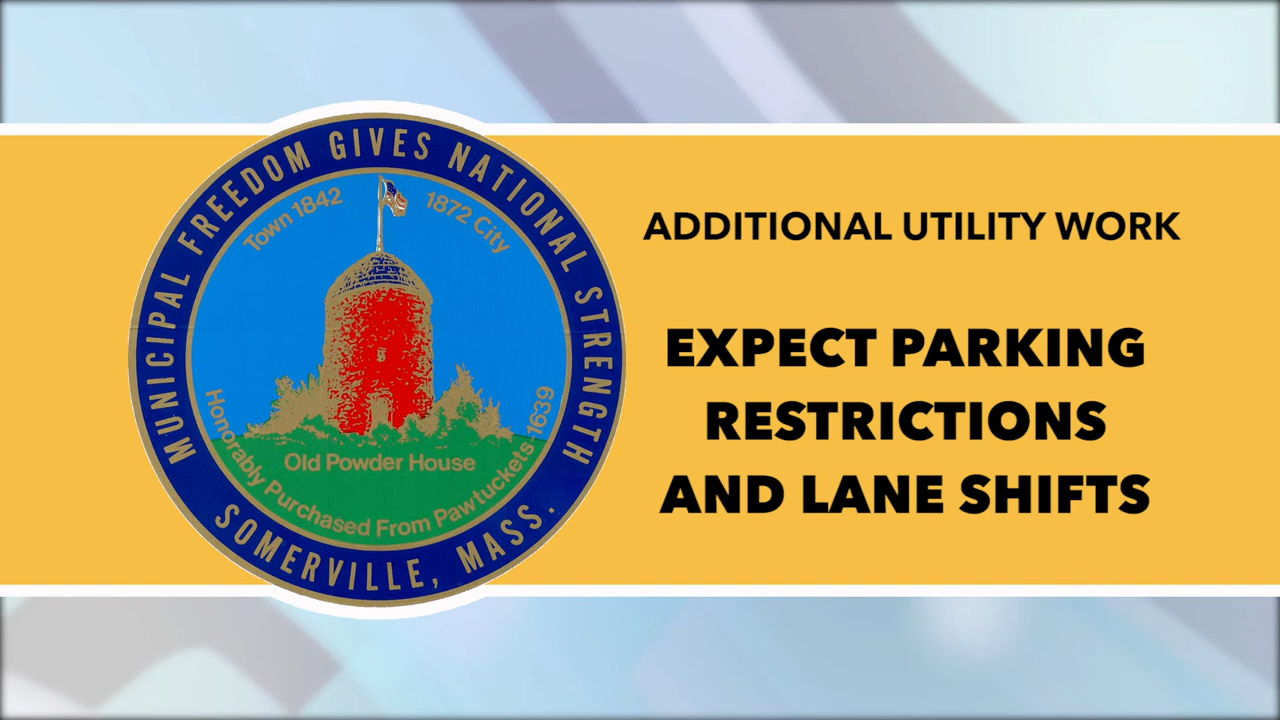 MUNICIPAL FREEDOM GIVES NATIONAL STRENGTH
Town 1842
1872 City
Old Powder House
Honorably Purchased From Pawtuckets 1639
SOMERVILLE, MASS.
ADDITIONAL UTILITY WORK
EXPECT PARKING
RESTRICTIONS
AND LANE SHIFTS